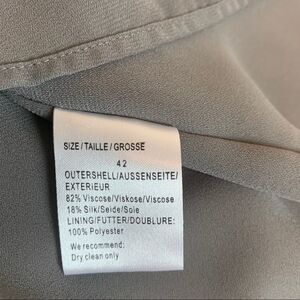 SIZE/TAILLE/GROSSE
42
OUTERSHELL/AUSSENSEITE/
EXTERIEUR
82% Viscose/Viskose/Viscose
18% Silk/Seide/Soie
LINING/FUTTER/DOUBLURE:
100% Polyester
We recommend:
Dry clean only